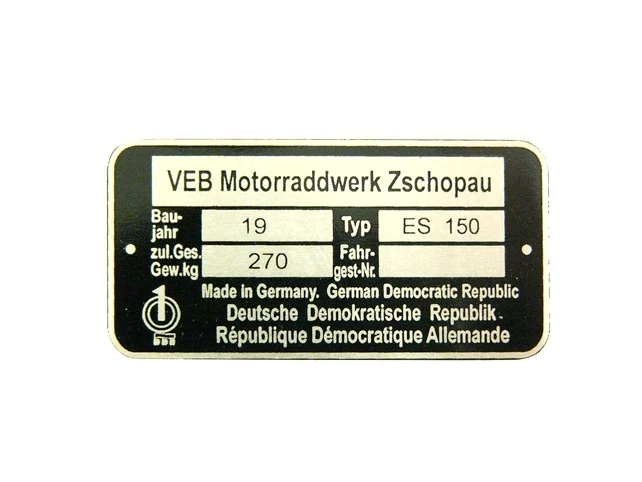 VEB Motorraddwerk Zschopau
Bau-
jahr 19 Typ ES 150
zul.Ges.
Gew.kg 270 Fahr-
gest-Nr.
1
Made in Germany. German Democratic Republic
Deutsche Demokratische Republik
République Démocratique Allemande